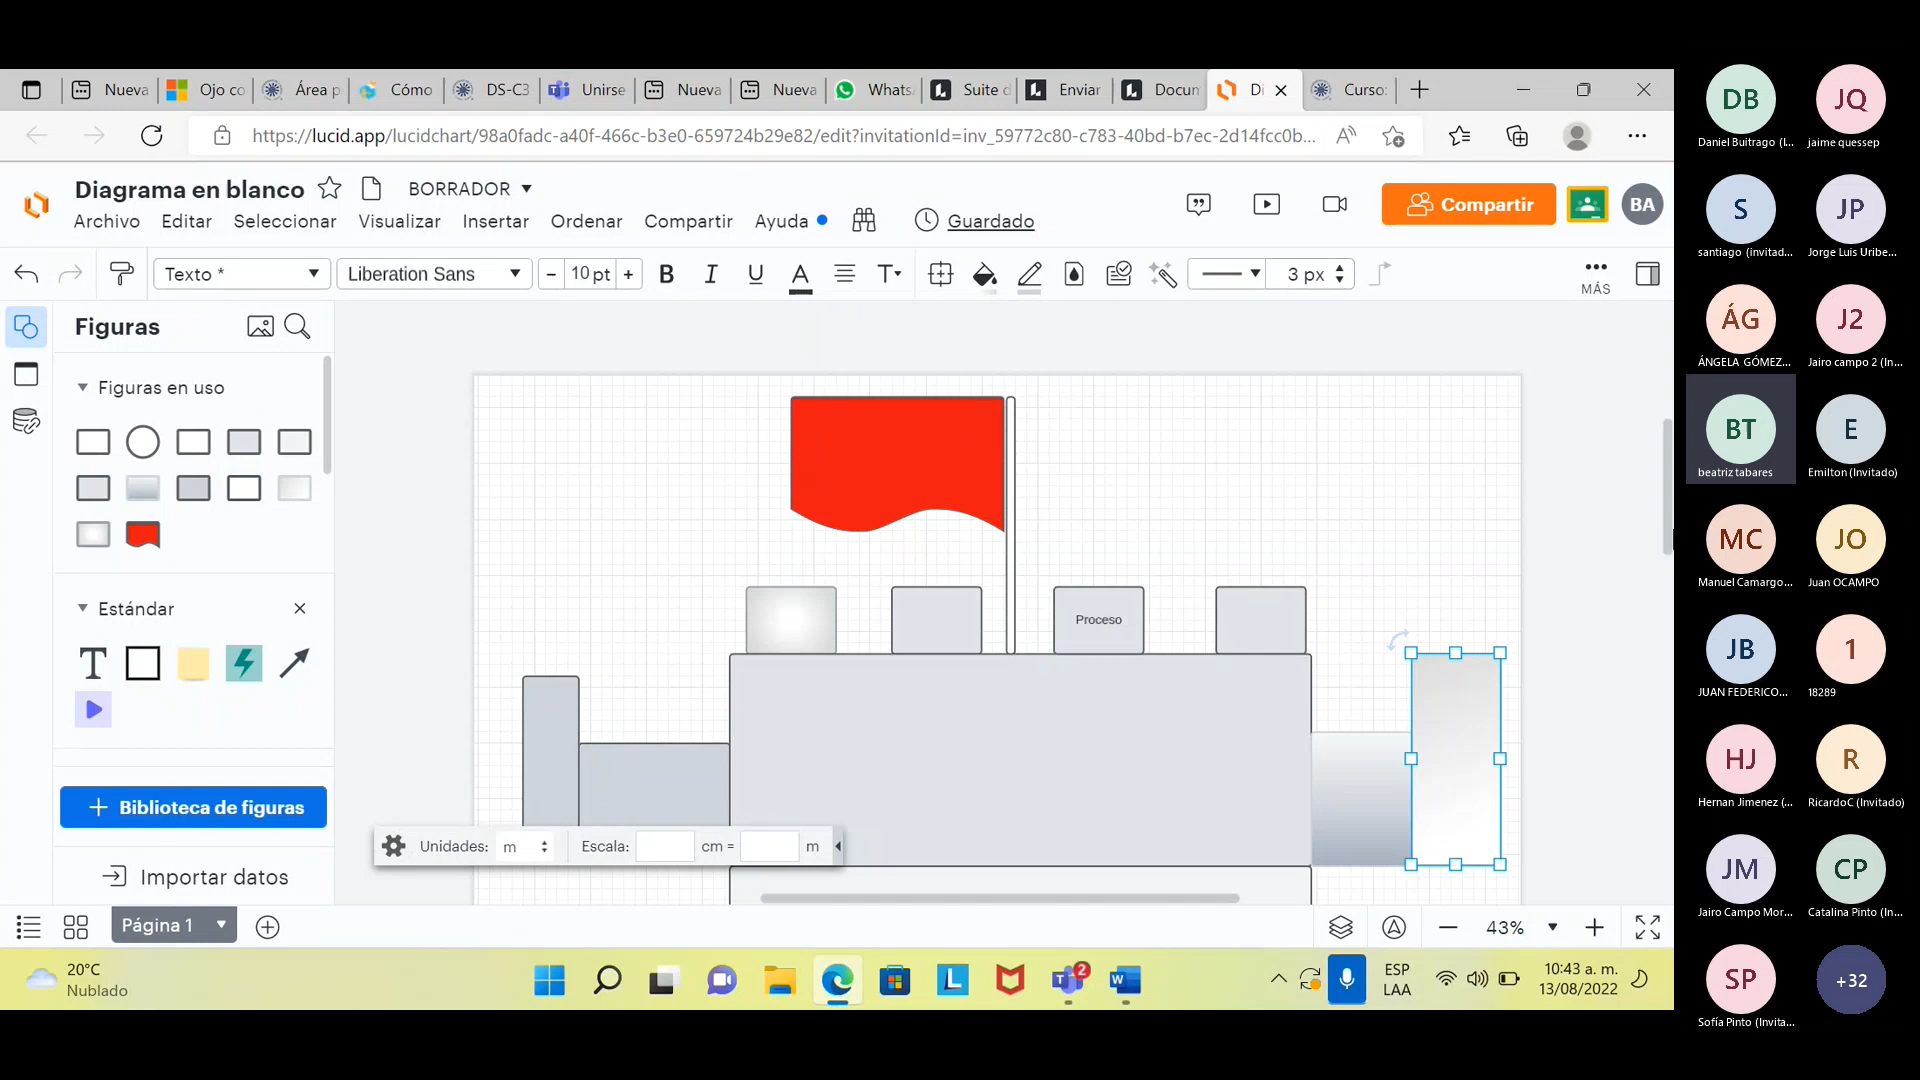 Nueva
Ojo co
Área p
Cómo
DS-C3
Unirse
Nueva
Nueva
Whats
Suite d
Enviar
Docun
Di
Curso:
https://lucid.app/lucidchart/98a0fadc-a40f-466c-b3e0-659724b29e82/edit?invitationId=inv_59772c80-c783-40bd-b7ec-2d14fcc0b...
Diagrama en blanco
BORRADOR
Archivo
Editar
Seleccionar
Visualizar
Insertar
Ordenar
Compartir
Ayuda
Guardado
Compartir
BA
Texto *
Liberation Sans
10 pt
B
I
U
A
T
3 px
MÁS
Figuras
Figuras en uso
Estándar
T
Biblioteca de figuras
Importar datos
Proceso
Unidades: m
Escala:
cm =
m
Página 1
43%
20°C
Nublado
2
ESP
LAA
10:43 a. m.
13/08/2022
DB
Daniel Buitrago (I...
JQ
jaime quessep
S
santiago (invitad...
JP
Jorge Luis Uribe...
ÁG
ÁNGELA GÓMEZ...
J2
Jairo campo 2 (In...
BT
beatriz tabares
E
Emilton (Invitado)
MC
Manuel Camargo...
JO
Juan OCAMPO
JB
JUAN FEDERICO...
1
18289
HJ
Hernan Jimenez (...
R
RicardoC (Invitado)
JM
Jairo Campo Mor...
CP
Catalina Pinto (In...
SP
Sofía Pinto (Invita...
+32